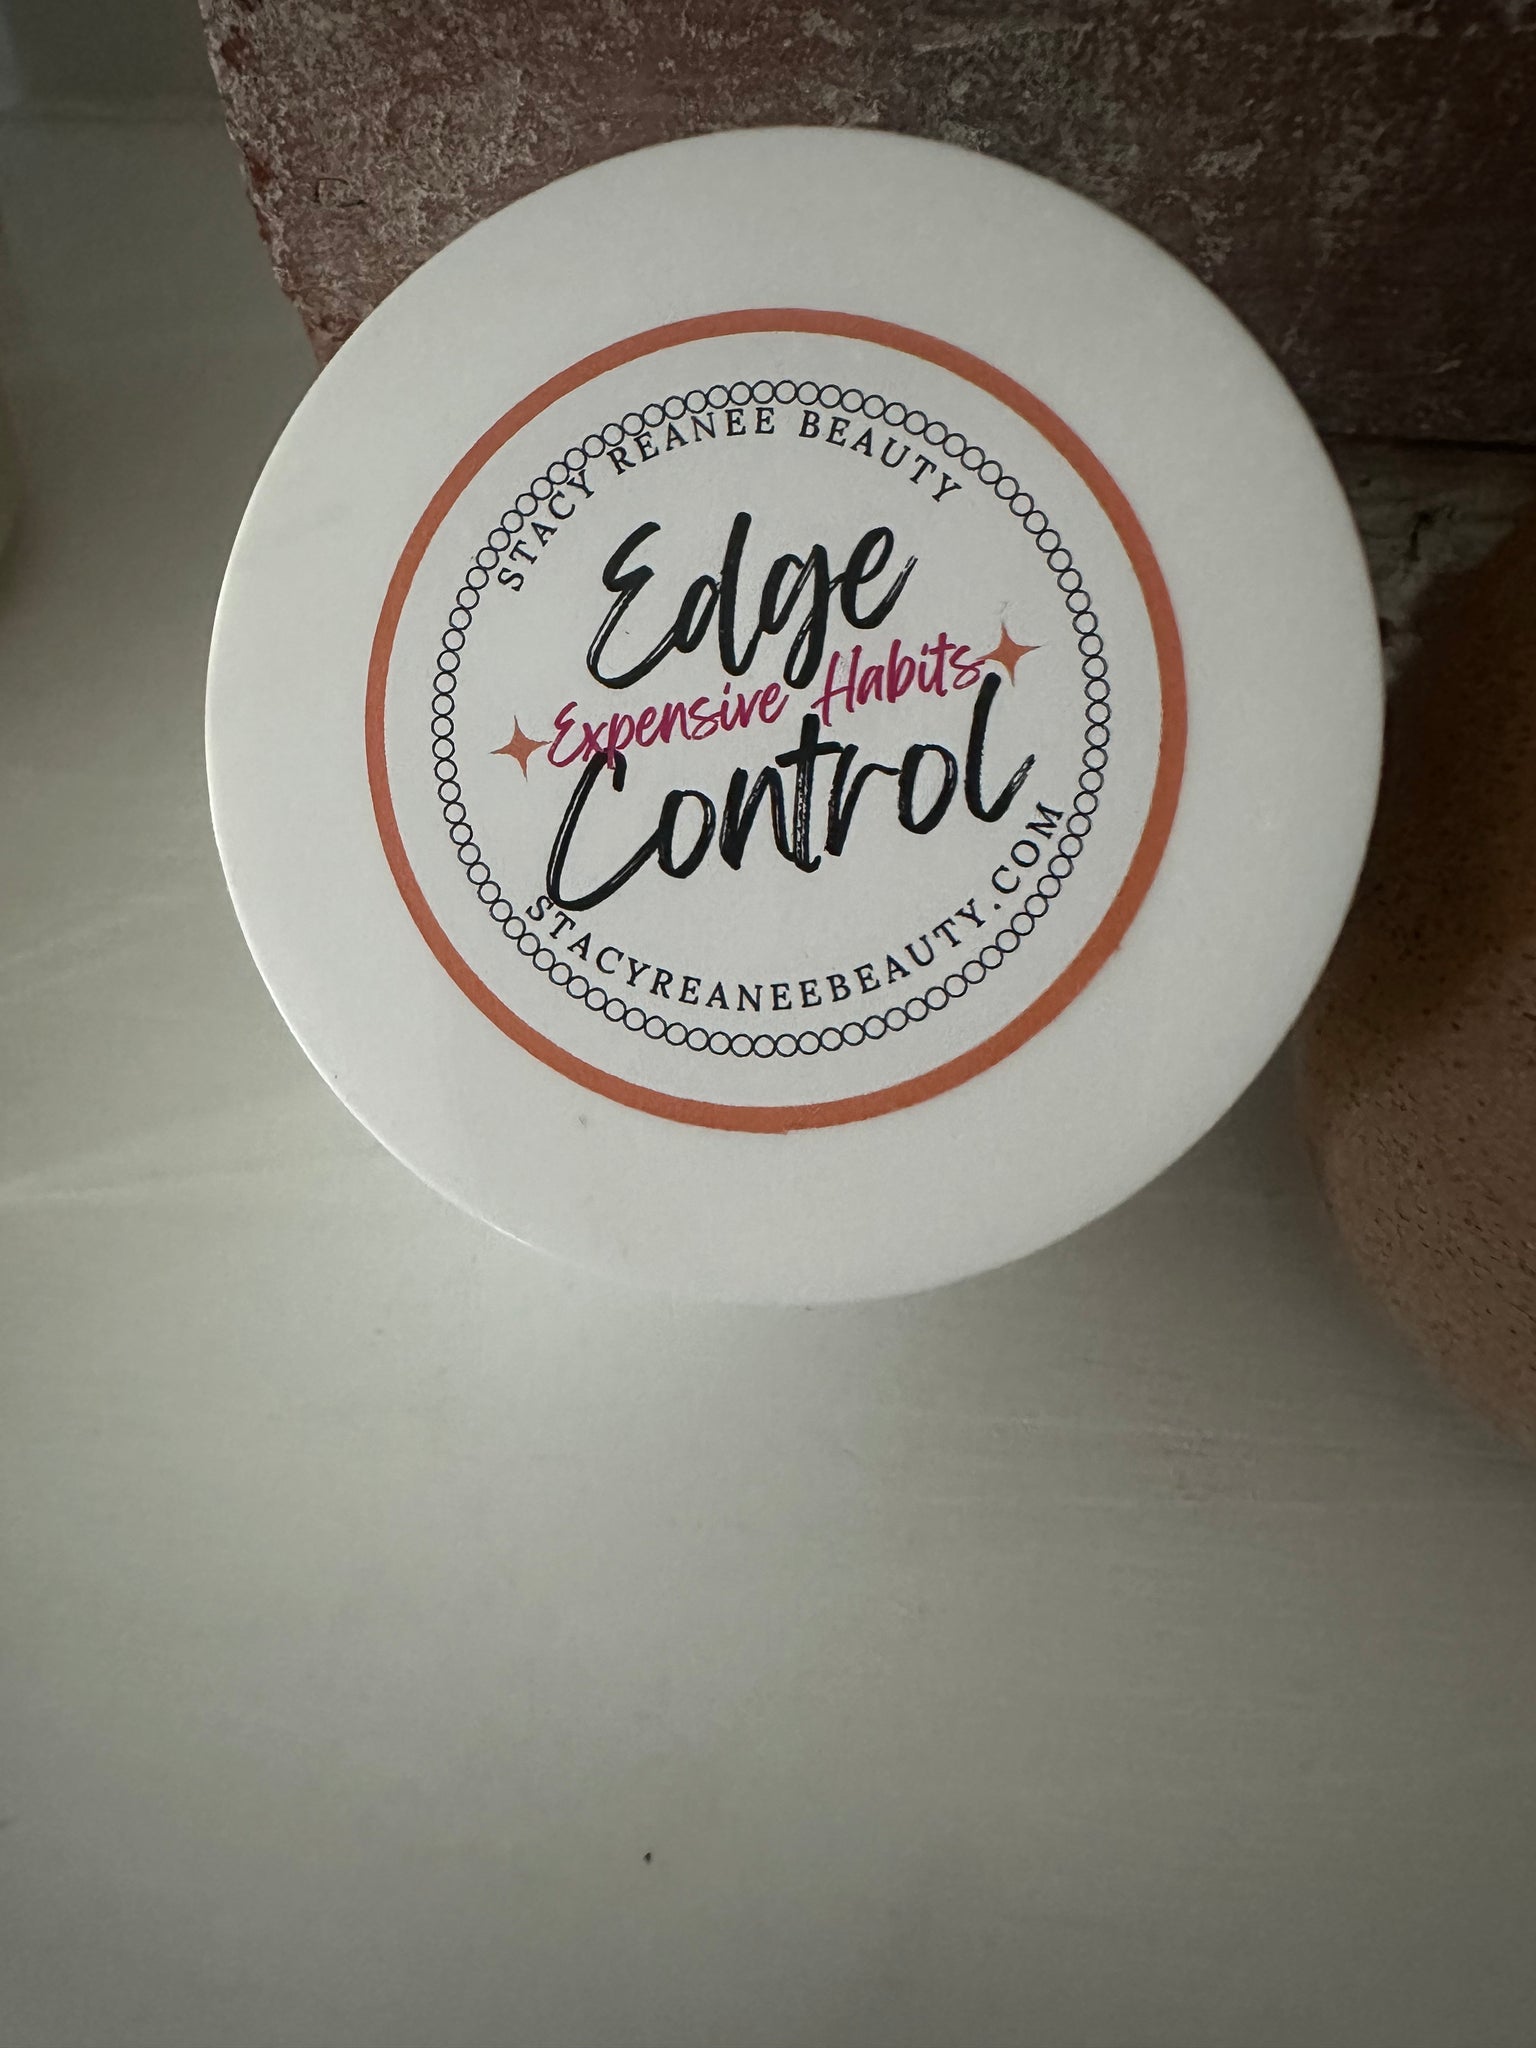 STACY REANEE BEAUTY
Edge
Expensive Habits
Control
STACYREANEEBEAUTY.COM